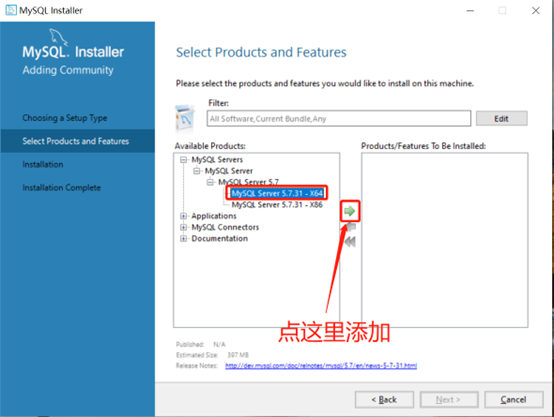 MySQL Installer
MySQL. Installer
Adding Community
Choosing a Setup Type
Select Products and Features
Installation
Installation Complete
Select Products and Features
Please select the products and features you would like to install on this machine.
Filter:
All Software,Current Bundle,Any
Edit
Available Products:
MySQL Servers
MySQL Server
MySQL Server 5.7
MySQL Server 5.7.31 - X64
MySQL Server 5.7.31 - X86
Applications
MySQL Connectors
Documentation
Products/Features To Be Installed:
点这里添加
Published: N/A
Estimated Size: 397 MB
Release Notes: http://dev.mysql.com/doc/relnotes/mysql/5.7/en/news-5-7-31.html
< Back
Next >
Cancel